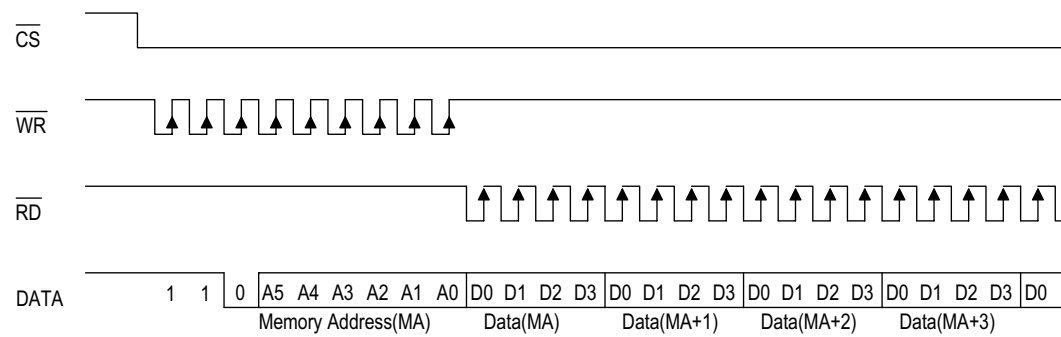 CS
WR
RD
DATA 1 1 0 A5 A4 A3 A2 A1 A0 D0 D1 D2 D3 D0 D1 D2 D3 D0 D1 D2 D3 D0 D1 D2 D3 D0
Memory Address(MA) Data(MA) Data(MA+1) Data(MA+2) Data(MA+3)